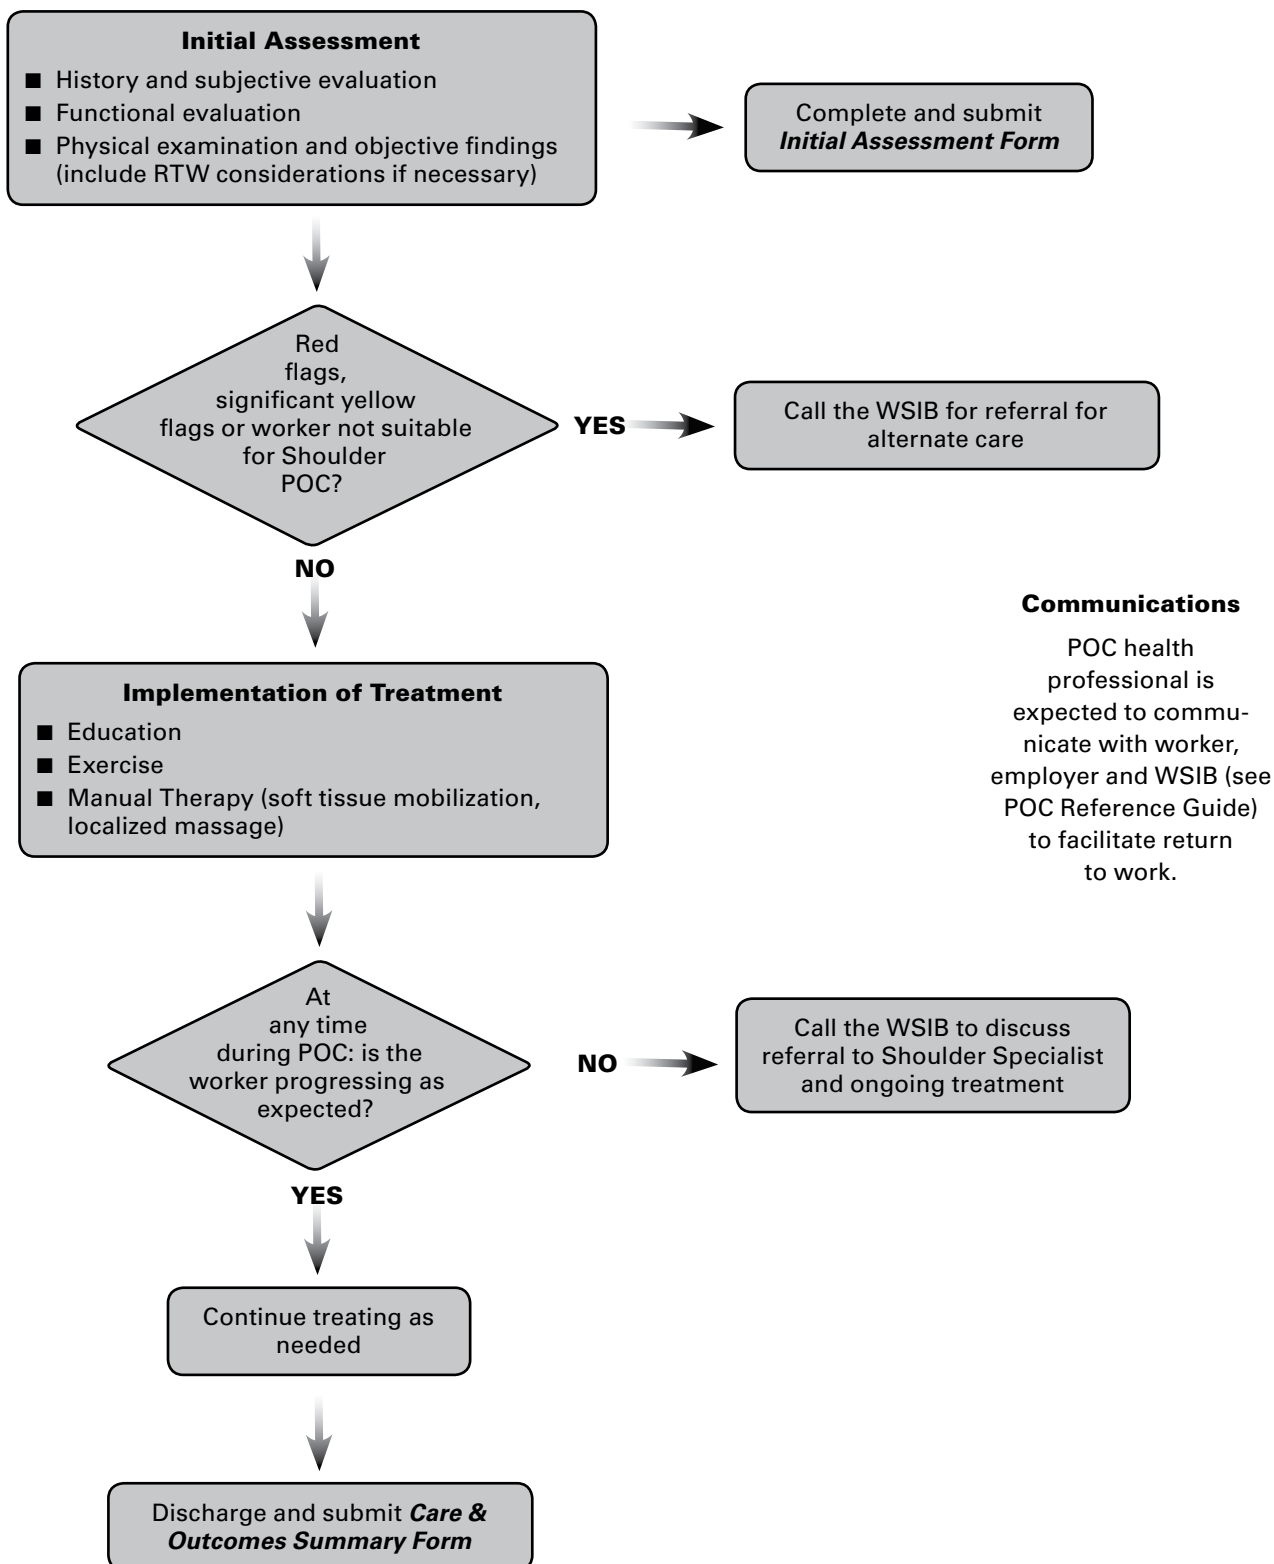 Initial Assessment
■ History and subjective evaluation
■ Functional evaluation
■ Physical examination and objective findings
(include RTW considerations if necessary)
Complete and submit
Initial Assessment Form
Red
flags,
significant yellow
flags or worker not suitable
for Shoulder
POC?
YES
Call the WSIB for referral for
alternate care
NO
Communications
POC health
professional is
expected to commu-
nicate with worker,
employer and WSIB (see
POC Reference Guide)
to facilitate return
to work.
Implementation of Treatment
■ Education
■ Exercise
■ Manual Therapy (soft tissue mobilization,
localized massage)
At
any time
during POC: is the
worker progressing as
expected?
NO
Call the WSIB to discuss
referral to Shoulder Specialist
and ongoing treatment
YES
Continue treating as
needed
Discharge and submit Care &
Outcomes Summary Form